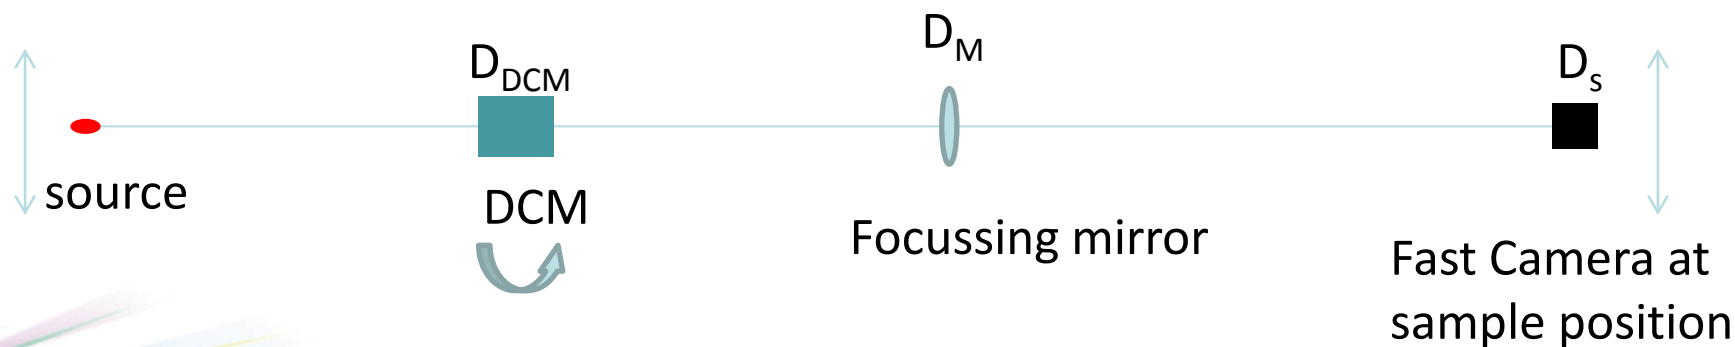 D_M
D_DCM
D_s
source
DCM
Focussing mirror
Fast Camera at
sample position